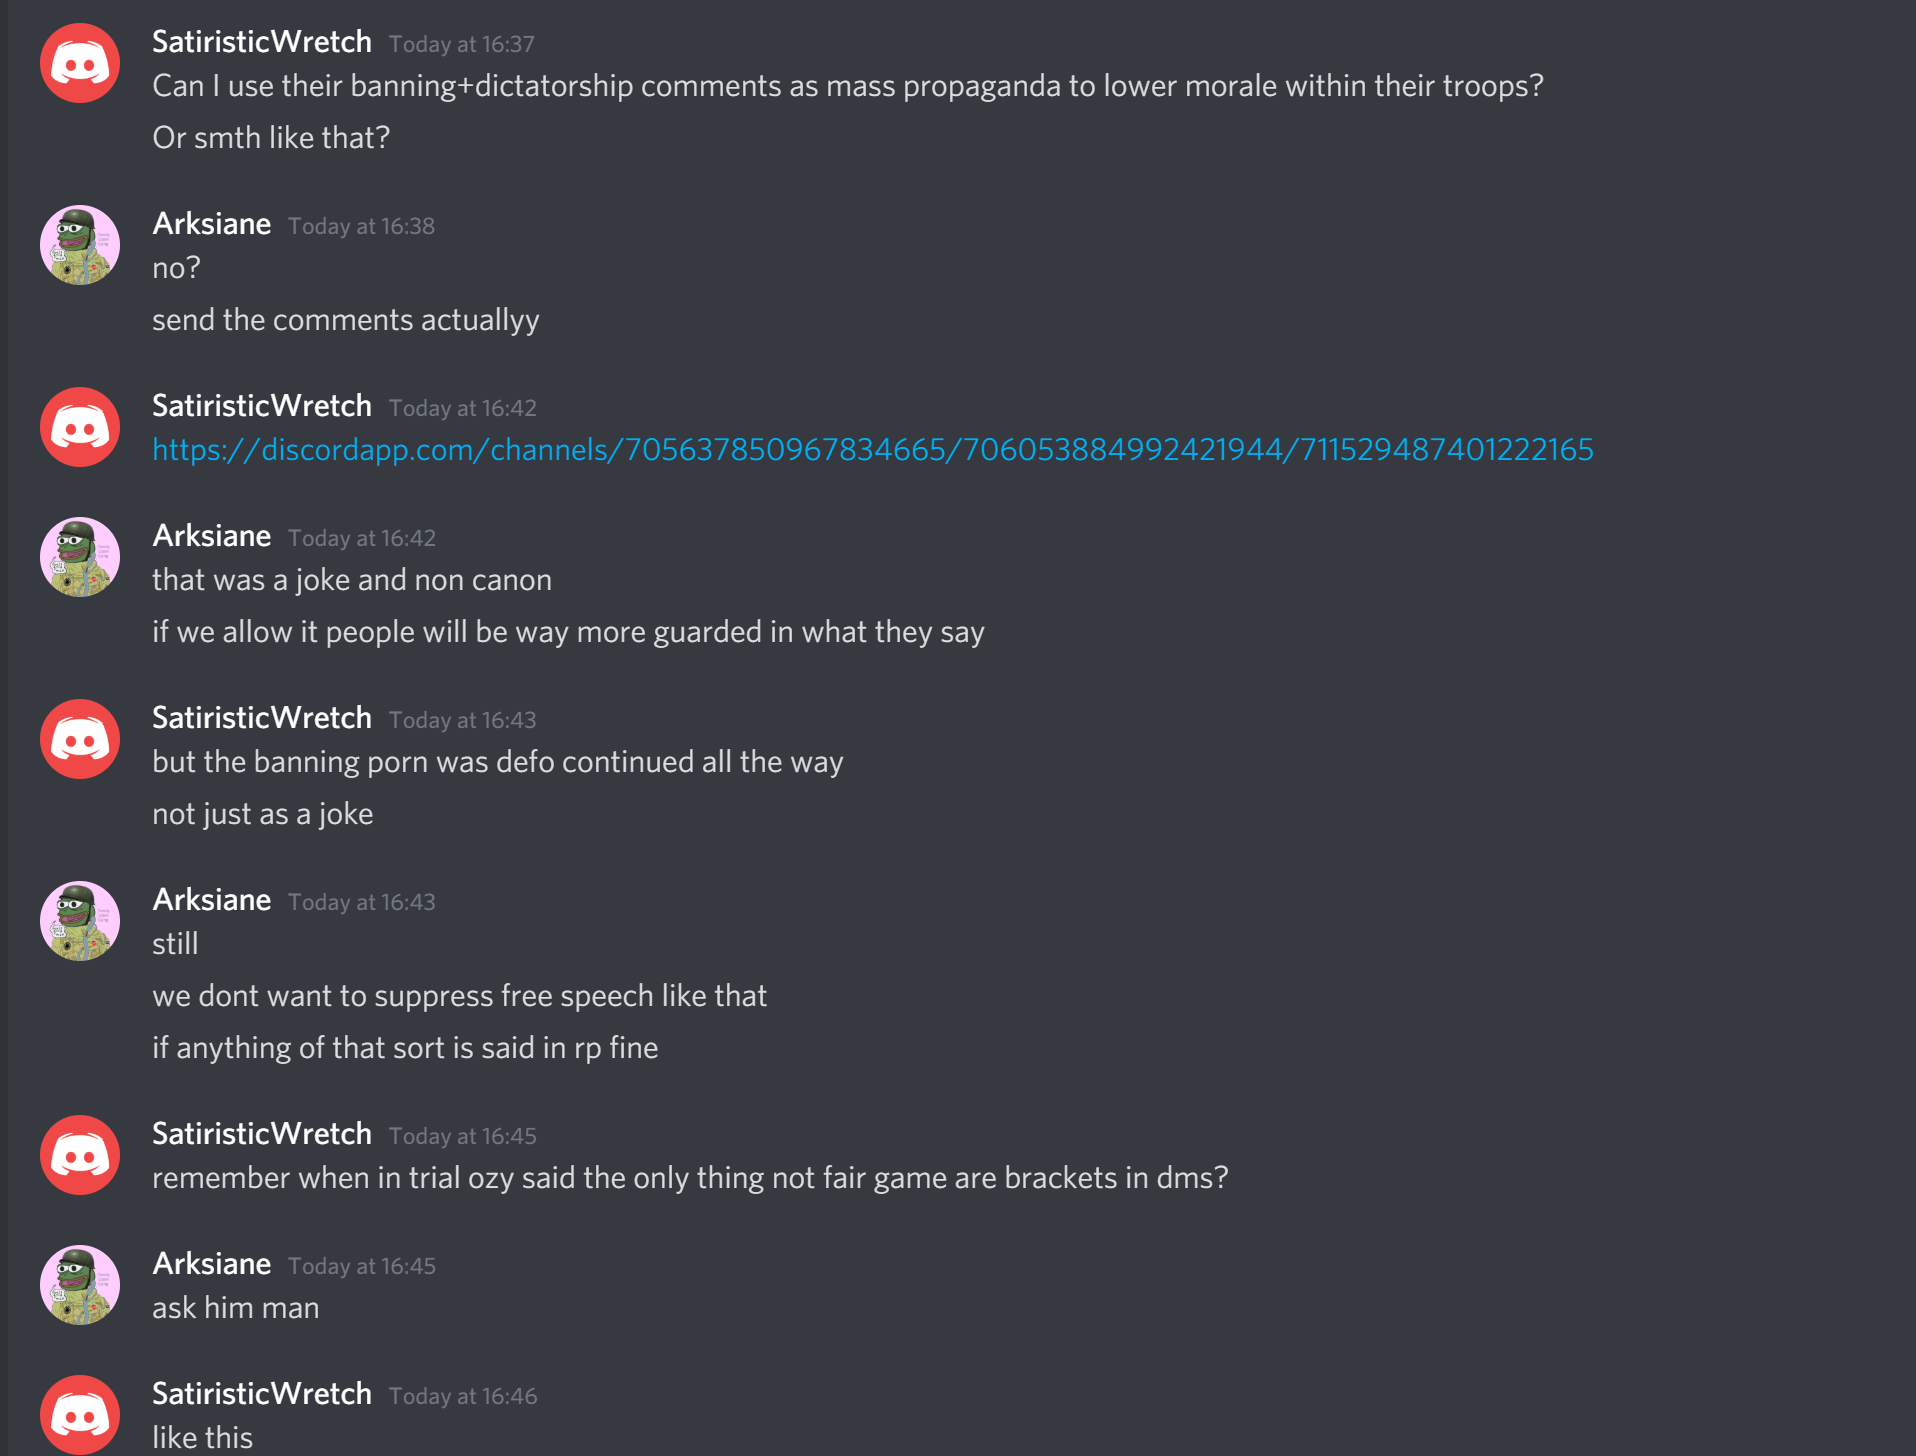 SatiristicWretch Today at 16:37
Can I use their banning+dictatorship comments as mass propaganda to lower morale within their troops?
Or smth like that?
Arksiane Today at 16:38
no?
send the comments actuallyy
SatiristicWretch Today at 16:42
https://discordapp.com/channels/705637850967834665/706053884992421944/711529487401222165
Arksiane Today at 16:42
that was a joke and non canon
if we allow it people will be way more guarded in what they say
SatiristicWretch Today at 16:43
but the banning porn was defo continued all the way
not just as a joke
Arksiane Today at 16:43
still
we dont want to suppress free speech like that
if anything of that sort is said in rp fine
SatiristicWretch Today at 16:45
remember when in trial ozy said the only thing not fair game are brackets in dms?
Arksiane Today at 16:45
ask him man
SatiristicWretch Today at 16:46
like this